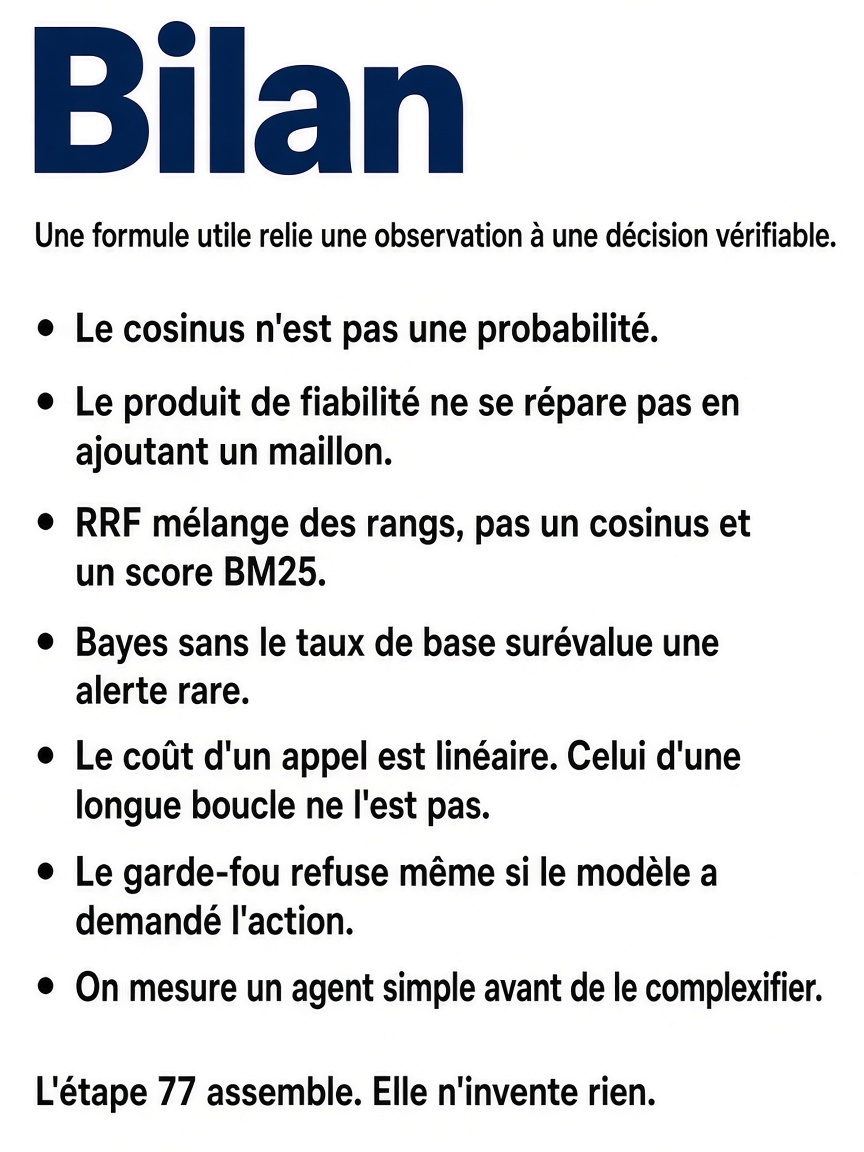 Bilan
Une formule utile relie une observation à une décision vérifiable.
• Le cosinus n'est pas une probabilité.
• Le produit de fiabilité ne se répare pas en
ajoutant un maillon.
• RRF mélange des rangs, pas un cosinus et
un score BM25.
• Bayes sans le taux de base surévalue une
alerte rare.
• Le coût d'un appel est linéaire. Celui d'une
longue boucle ne l'est pas.
• Le garde-fou refuse même si le modèle a
demandé l'action.
• On mesure un agent simple avant de le complexifier.
L'étape 77 assemble. Elle n'invente rien.